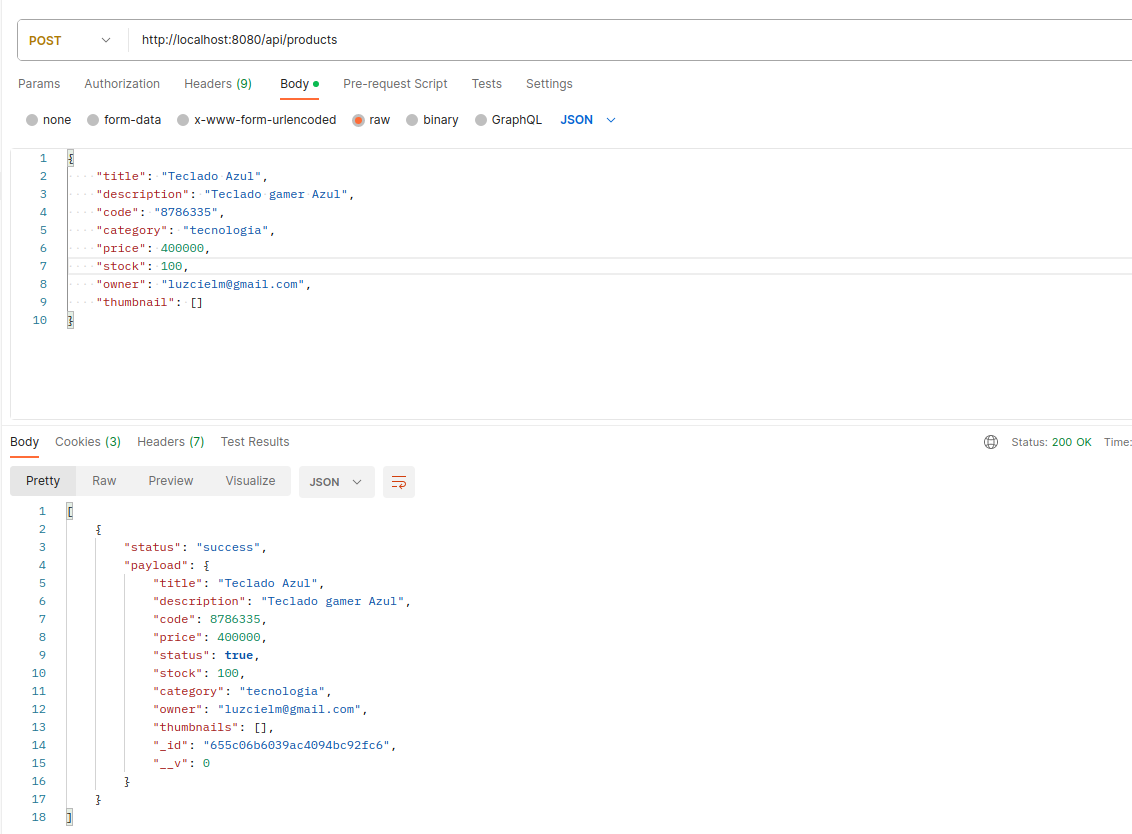 POST http://localhost:8080/api/products
Params Authorization Headers (9) Body Pre-request Script Tests Settings
none form-data x-www-form-urlencoded raw binary GraphQL JSON
1 {
2 "title": "Teclado Azul",
3 "description": "Teclado gamer Azul",
4 "code": "8786335",
5 "category": "tecnologia",
6 "price": 400000,
7 "stock": 100,
8 "owner": "luzcielm@gmail.com",
9 "thumbnail": []
10 }
Body Cookies (3) Headers (7) Test Results Status: 200 OK Time:
Pretty Raw Preview Visualize JSON
1 [
2 {
3 "status": "success",
4 "payload": {
5 "title": "Teclado Azul",
6 "description": "Teclado gamer Azul",
7 "code": 8786335,
8 "price": 400000,
9 "status": true,
10 "stock": 100,
11 "category": "tecnologia",
12 "owner": "luzcielm@gmail.com",
13 "thumbnails": [],
14 "_id": "655c06b6039ac4094bc92fc6",
15 "__v": 0
16 }
17 }
18 ]